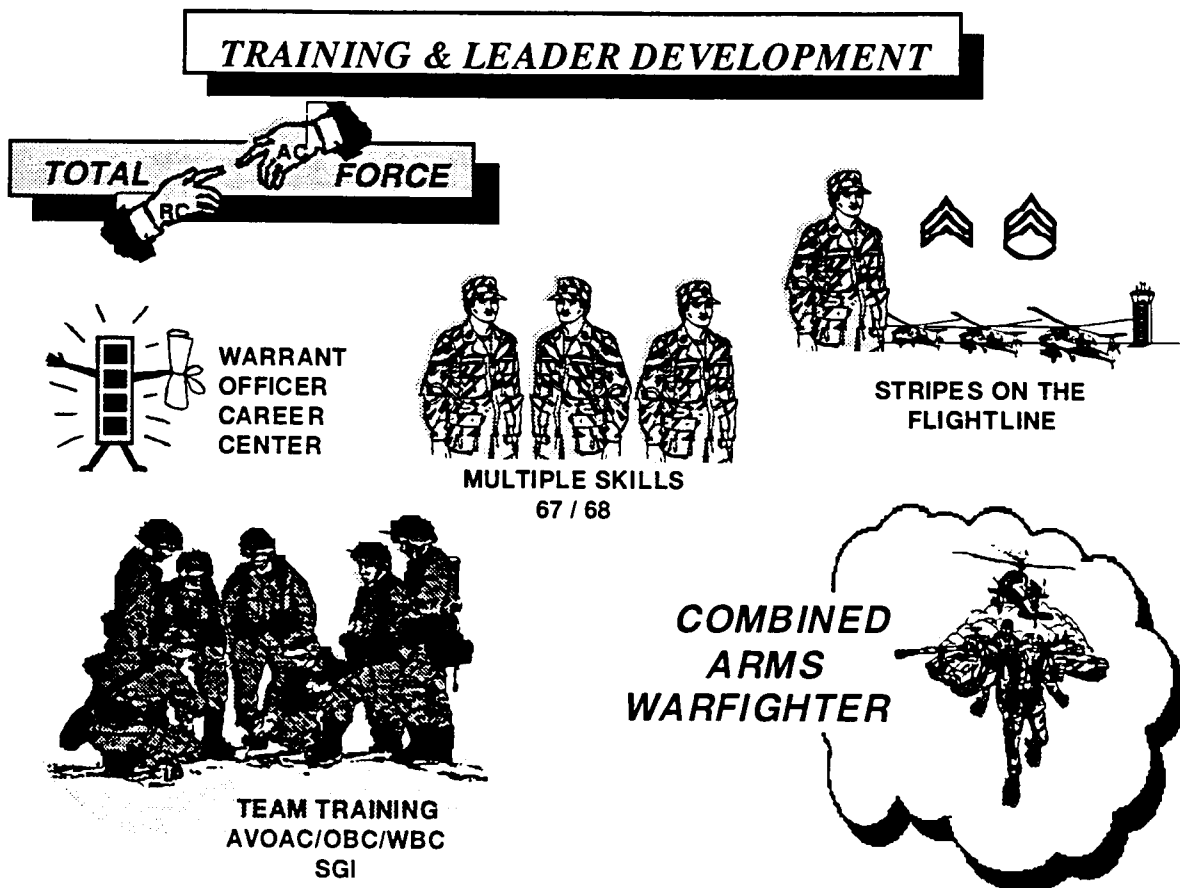 TRAINING & LEADER DEVELOPMENT
TOTAL FORCE
AC
RC
WARRANT
OFFICER
CAREER
CENTER
MULTIPLE SKILLS
67 / 68
STRIPES ON THE
FLIGHTLINE
TEAM TRAINING
AVOAC/OBC/WBC
SGI
COMBINED
ARMS
WARFIGHTER